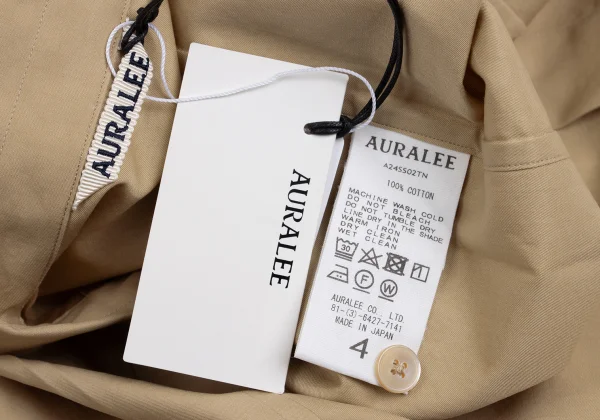 AURALEE
AURALEE
AURALEE
A24SS02TN
100% COTTON
MACHINE WASH COLD
DO NOT BLEACH
DO NOT TUMBLE DRY
LINE DRY IN THE SHADE
WARM IRON
DRY CLEAN
WET CLEAN
30
F
W
AURALEE CO., LTD.
81-(3)-6427-7141
MADE IN JAPAN
4